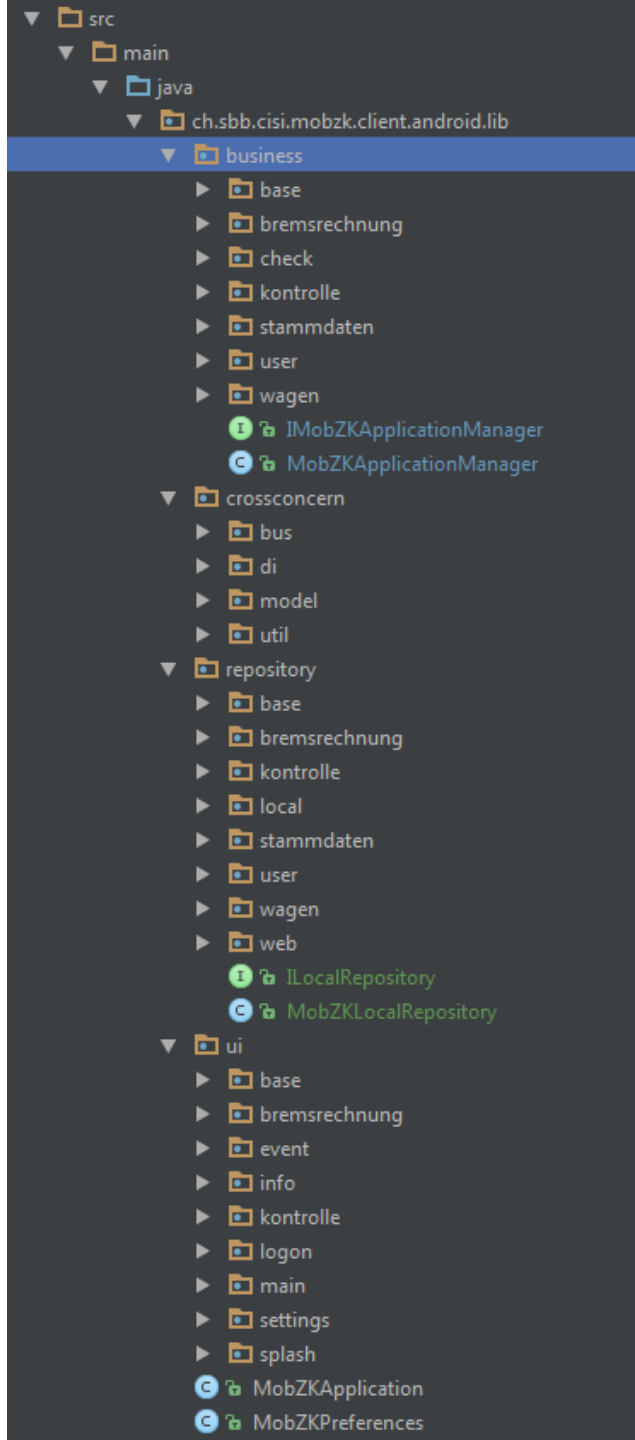 src
main
java
ch.sbb.cisi.mobzk.client.android.lib
business
base
bremsrechnung
check
kontrolle
stammdaten
user
wagen
I IMobZKApplicationManager
C MobZKApplicationManager
crossconcern
bus
di
model
util
repository
base
bremsrechnung
kontrolle
local
stammdaten
user
wagen
web
I ILocalRepository
C MobZKLocalRepository
ui
base
bremsrechnung
event
info
kontrolle
logon
main
settings
splash
C MobZKApplication
C MobZKPreferences